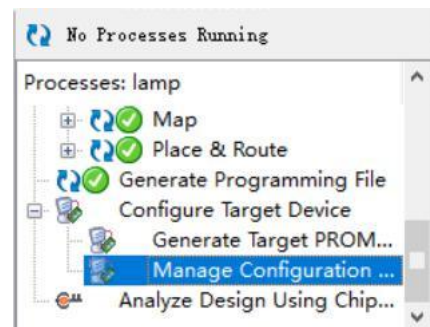 No Processes Running
Processes: lamp
Map
Place & Route
Generate Programming File
Configure Target Device
Generate Target PROM...
Manage Configuration ...
Analyze Design Using Chip...